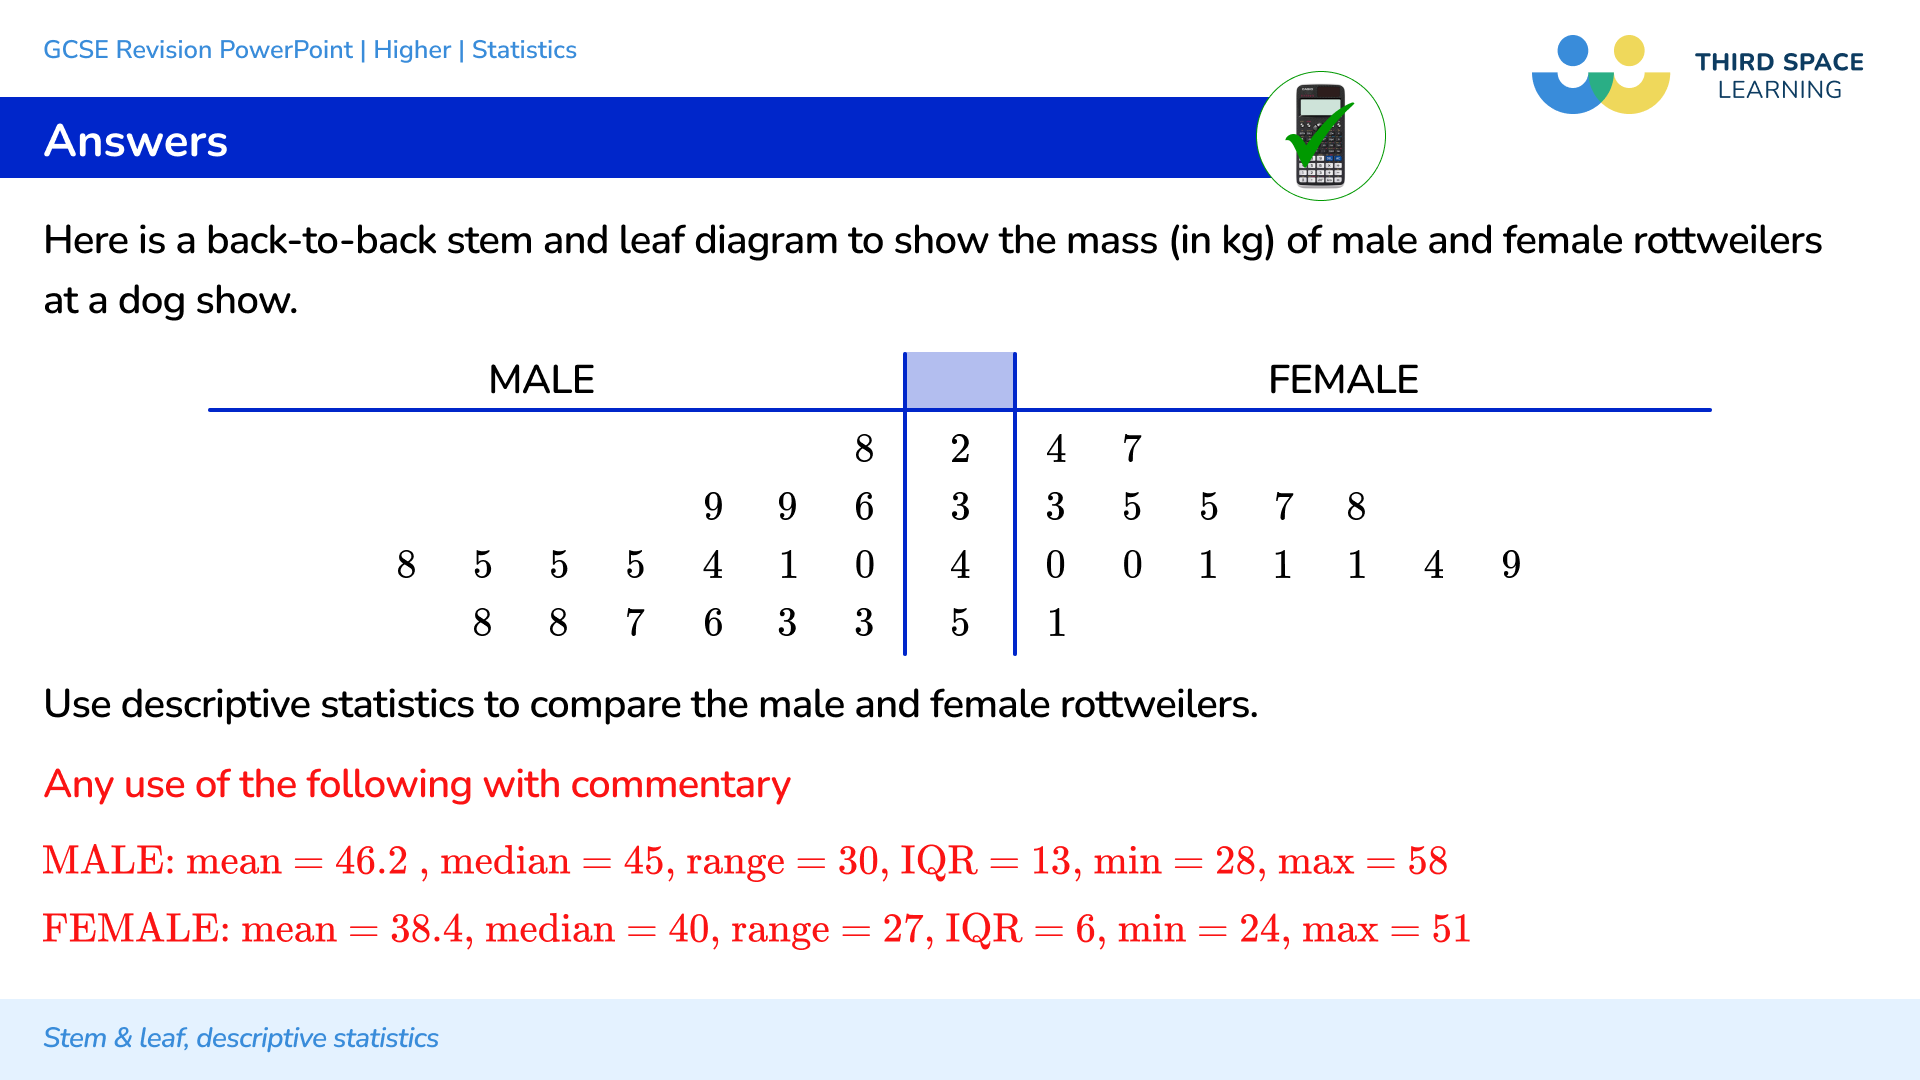 GCSE Revision PowerPoint | Higher | Statistics
THIRD SPACE
LEARNING
Answers
Here is a back-to-back stem and leaf diagram to show the mass (in kg) of male and female rottweilers
at a dog show.
MALE FEMALE
8 2 4 7
9 9 6 3 3 5 5 7 8
8 5 5 5 4 1 0 4 0 0 1 1 1 4 9
8 8 7 6 3 3 5 1
Use descriptive statistics to compare the male and female rottweilers.
Any use of the following with commentary
MALE: mean = 46.2 , median = 45, range = 30, IQR = 13, min = 28, max = 58
FEMALE: mean = 38.4, median = 40, range = 27, IQR = 6, min = 24, max = 51
Stem & leaf, descriptive statistics